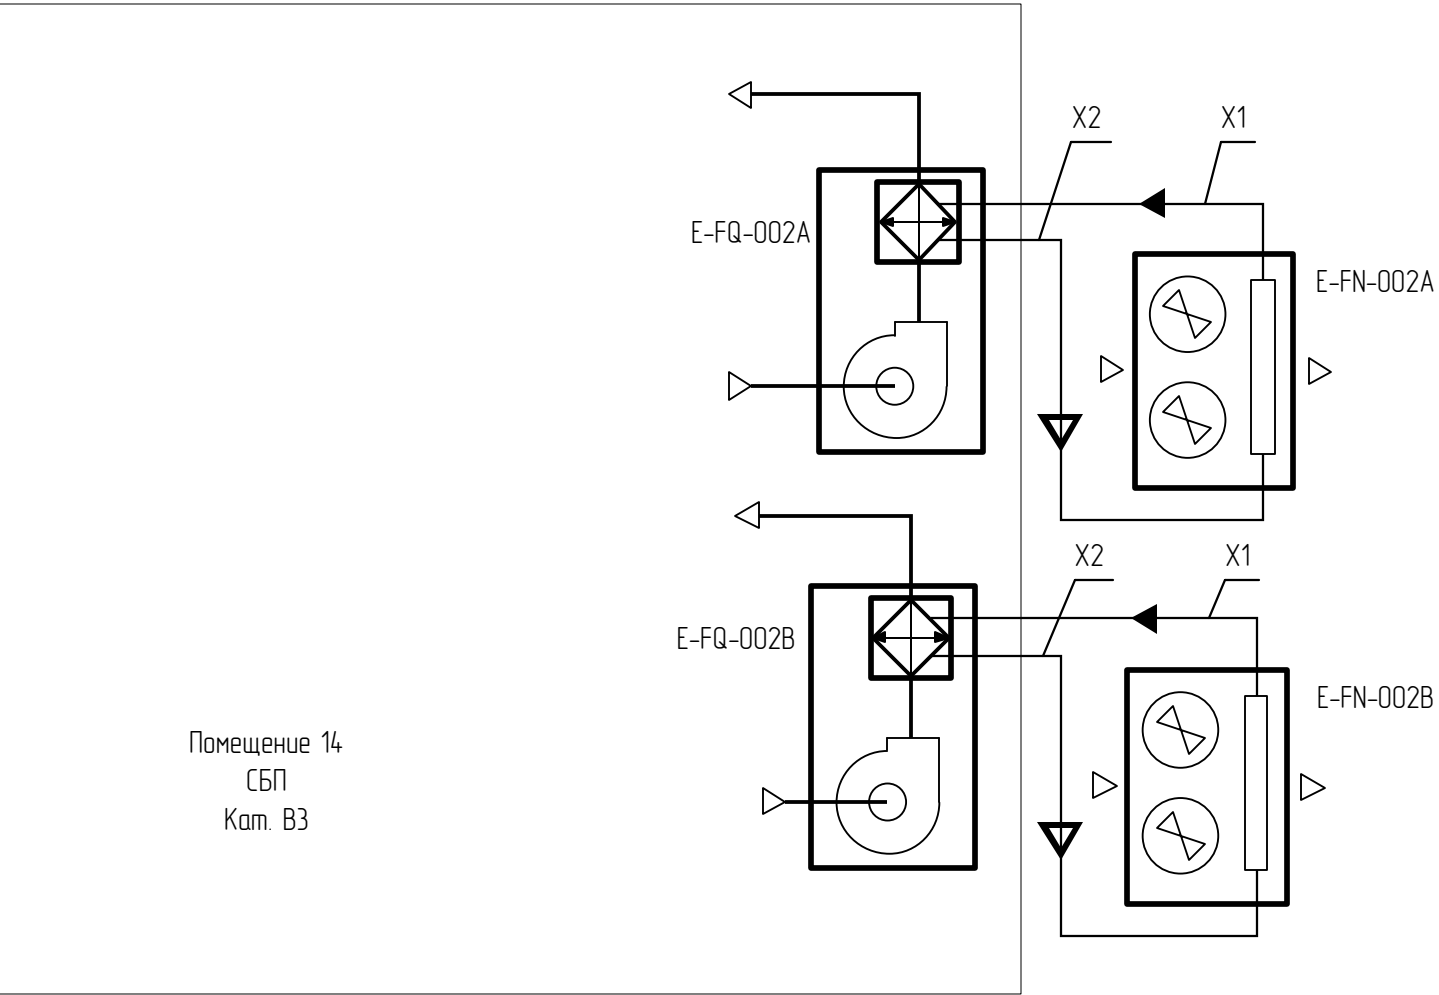 X2
X1
E-FQ-002A
E-FN-002A
X2
X1
E-FQ-002B
E-FN-002B
Помещение 14
СБП
Кат. В3